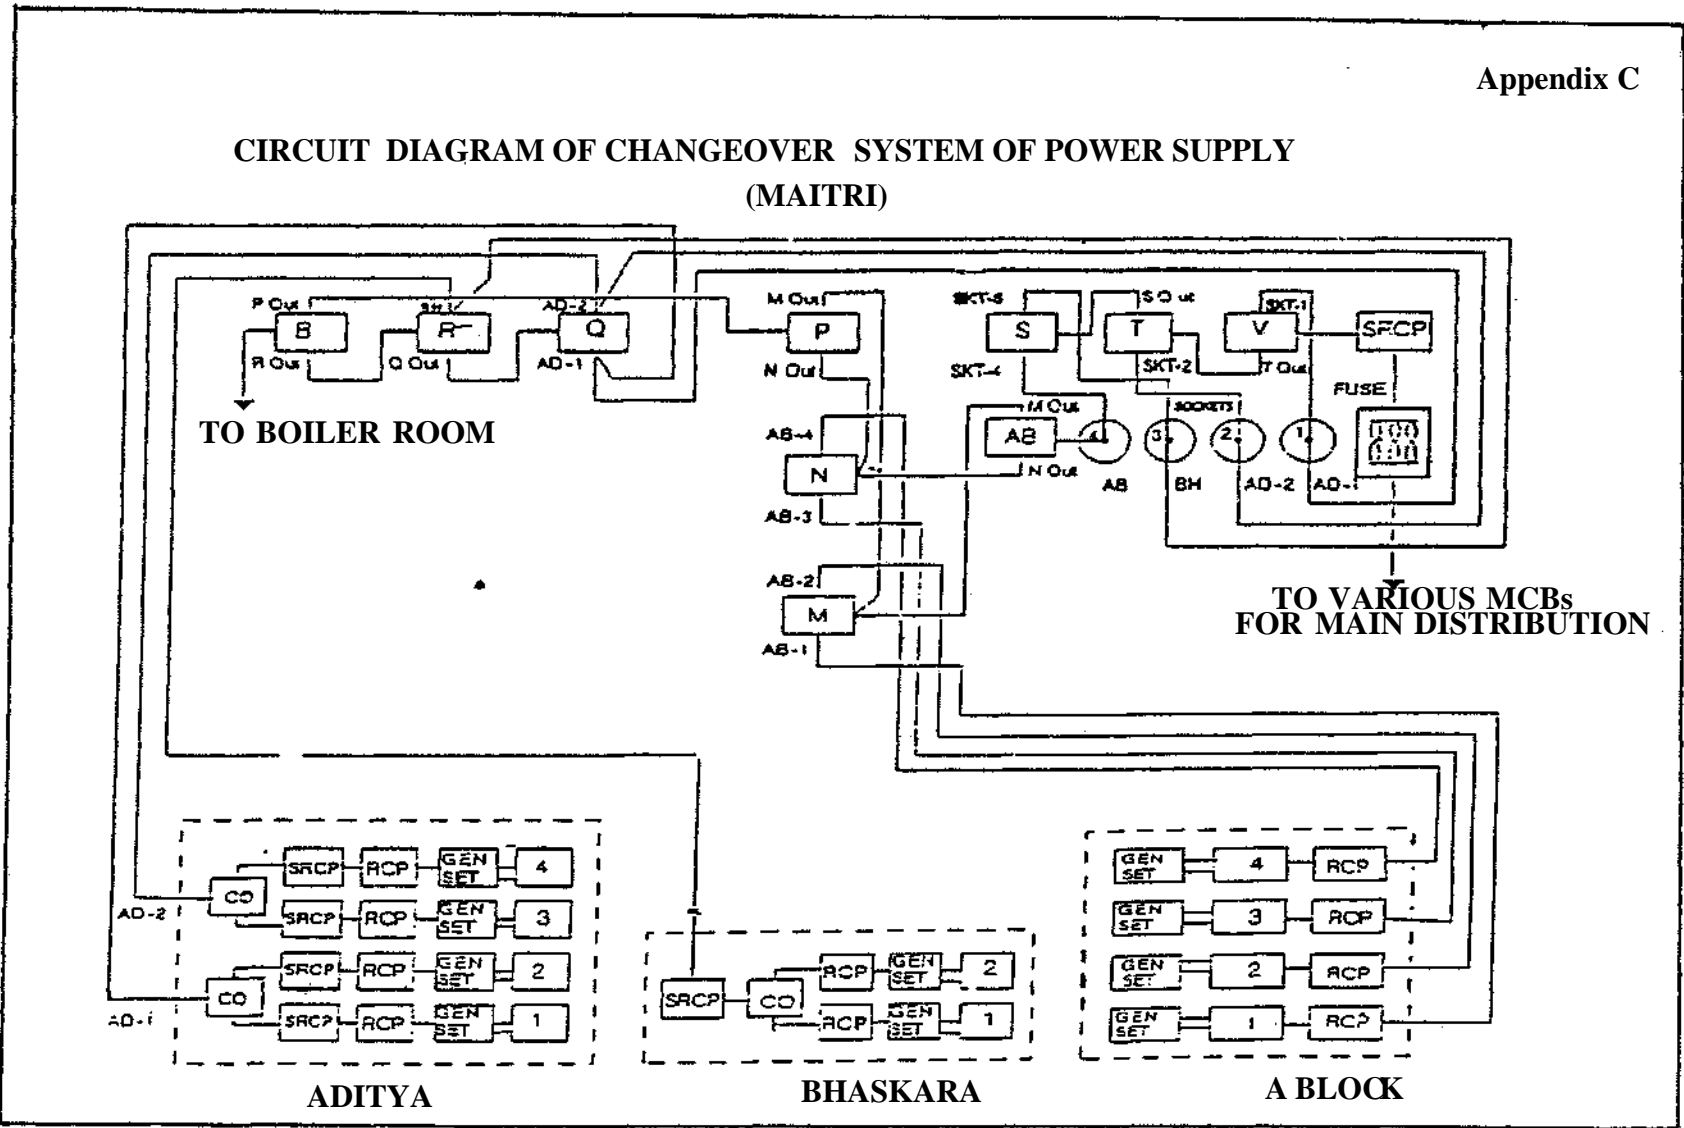 Appendix C
CIRCUIT DIAGRAM OF CHANGEOVER SYSTEM OF POWER SUPPLY
(MAITRI)
P Out
AD-2
M Out
SKT-5
S Out
SKT-1
B
R
Q
P
S
T
V
SRCP
R Out
Q Out
AD-1
N Out
SKT-4
SKT-2
T Out
FUSE
TO BOILER ROOM
M Out
SOCKETS
AB-4
AB
4
3
2
1
N
N Out
AB
BH
AD-2
AD-1
AB-3
AB-2
M
AB-1
TO VARIOUS MCBs
FOR MAIN DISTRIBUTION
SRCP RCP GEN SET 4
CO
AD-2
SRCP RCP GEN SET 3
SRCP RCP GEN SET 2
CO
AD-1
SRCP RCP GEN SET 1
ADITYA
RCP GEN SET 2
SRCP CO
RCP GEN SET 1
BHASKARA
GEN SET 4 RCP
GEN SET 3 RCP
GEN SET 2 RCP
GEN SET 1 RCP
A BLOCK